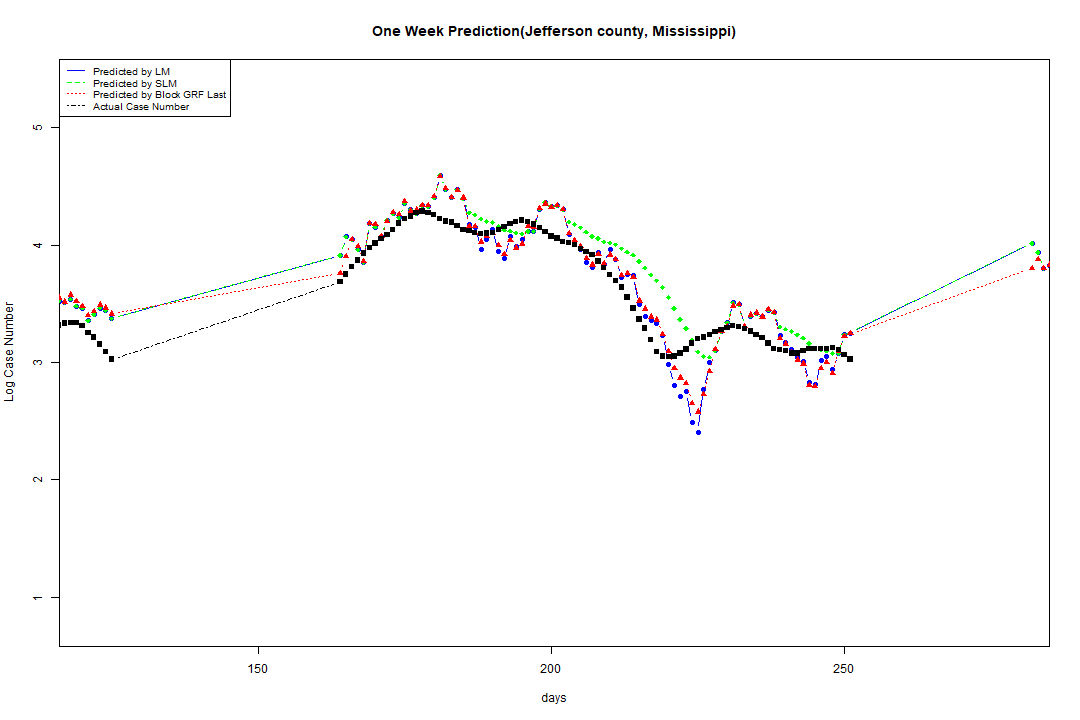 One Week Prediction(Jefferson county, Mississippi)
Predicted by LM
Predicted by SLM
Predicted by Block GRF Last
Actual Case Number
5
4
3
2
1
Log Case Number
150
200
250
days